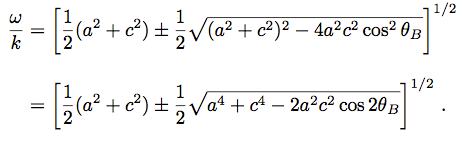 ω/k = [1/2(a² + c²) ± 1/2√((a² + c²)² − 4a²c² cos² θ_B)]^{1/2}
= [1/2(a² + c²) ± 1/2√(a⁴ + c⁴ − 2a²c² cos 2θ_B)]^{1/2} .